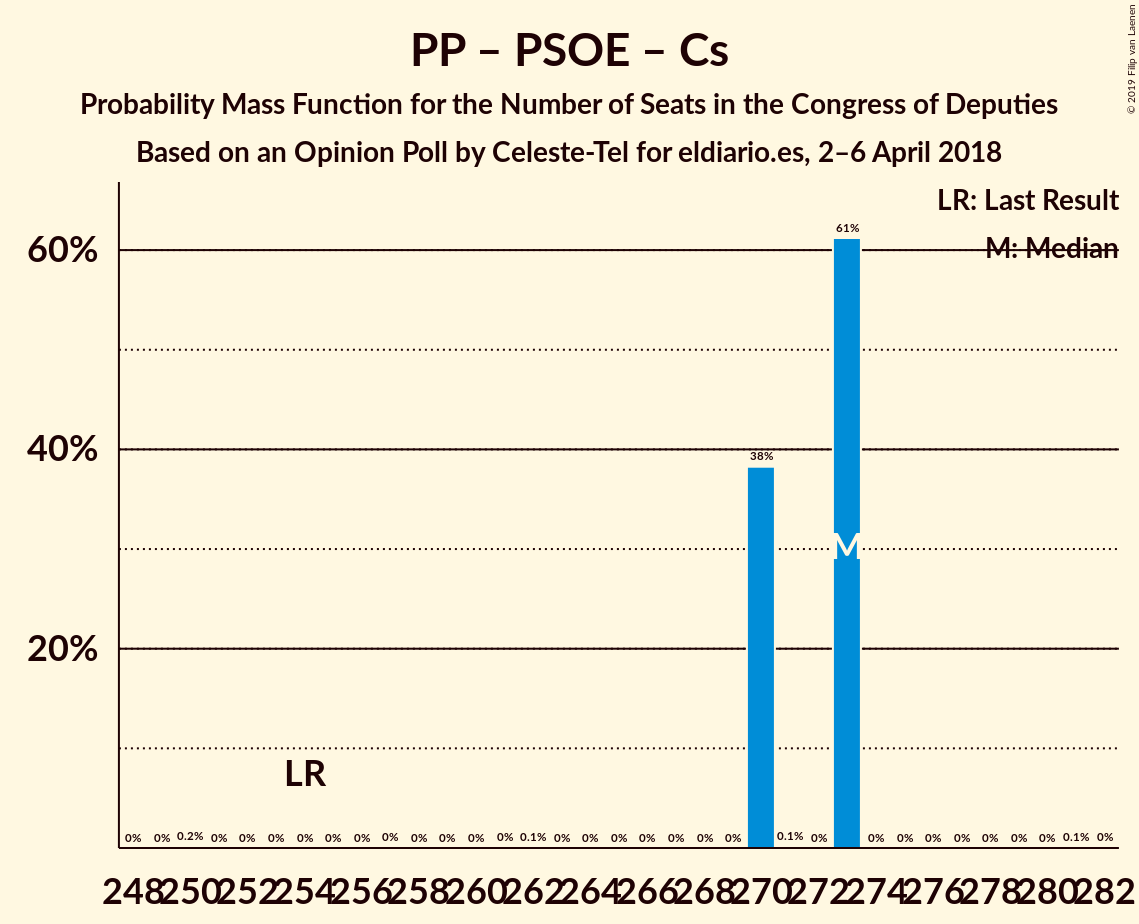 PP – PSOE – Cs
Probability Mass Function for the Number of Seats in the Congress of Deputies
Based on an Opinion Poll by Celeste-Tel for eldiario.es, 2–6 April 2018
© 2019 Filip van Laenen
LR: Last Result
M: Median
60%
40%
20%
61%
38%
M
LR
0% 0% 0.2% 0% 0% 0% 0% 0% 0% 0% 0% 0% 0% 0% 0.1% 0% 0% 0% 0% 0% 0% 0% 0.1% 0% 0% 0% 0% 0% 0% 0% 0% 0.1% 0%
248 250 252 254 256 258 260 262 264 266 268 270 272 274 276 278 280 282